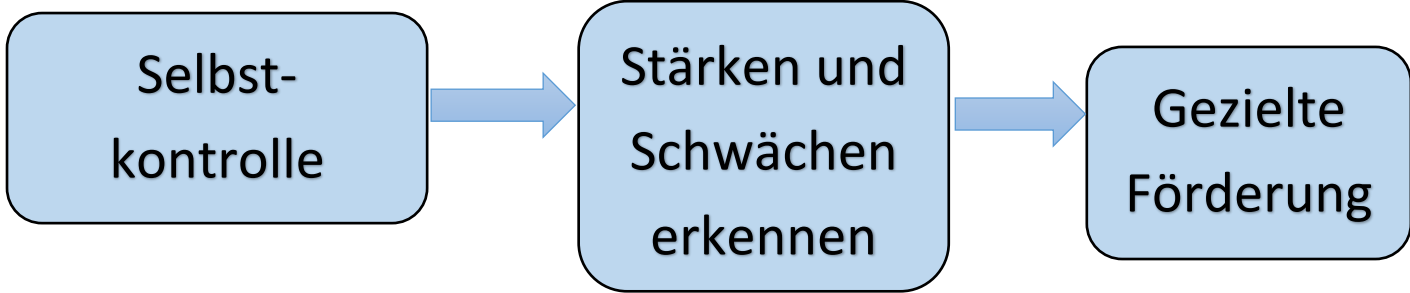 Selbst-
kontrolle
Stärken und
Schwächen
erkennen
Gezielte
Förderung